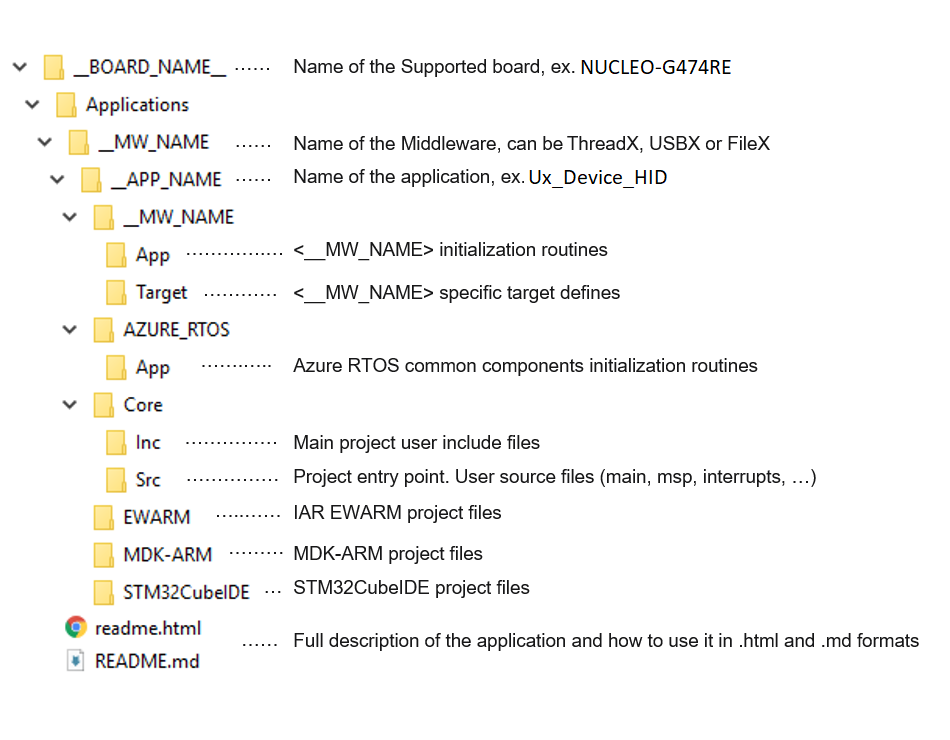 __BOARD_NAME__ ...... Name of the Supported board, ex. NUCLEO-G474RE
Applications
__MW_NAME ...... Name of the Middleware, can be ThreadX, USBX or FileX
__APP_NAME ...... Name of the application, ex. Ux_Device_HID
__MW_NAME
App ............... <__MW_NAME> initialization routines
Target ............ <__MW_NAME> specific target defines
AZURE_RTOS
App ............ Azure RTOS common components initialization routines
Core
Inc ............... Main project user include files
Src ............... Project entry point. User source files (main, msp, interrupts, …)
EWARM ........... IAR EWARM project files
MDK-ARM ......... MDK-ARM project files
STM32CubeIDE ... STM32CubeIDE project files
readme.html
...... Full description of the application and how to use it in .html and .md formats
README.md